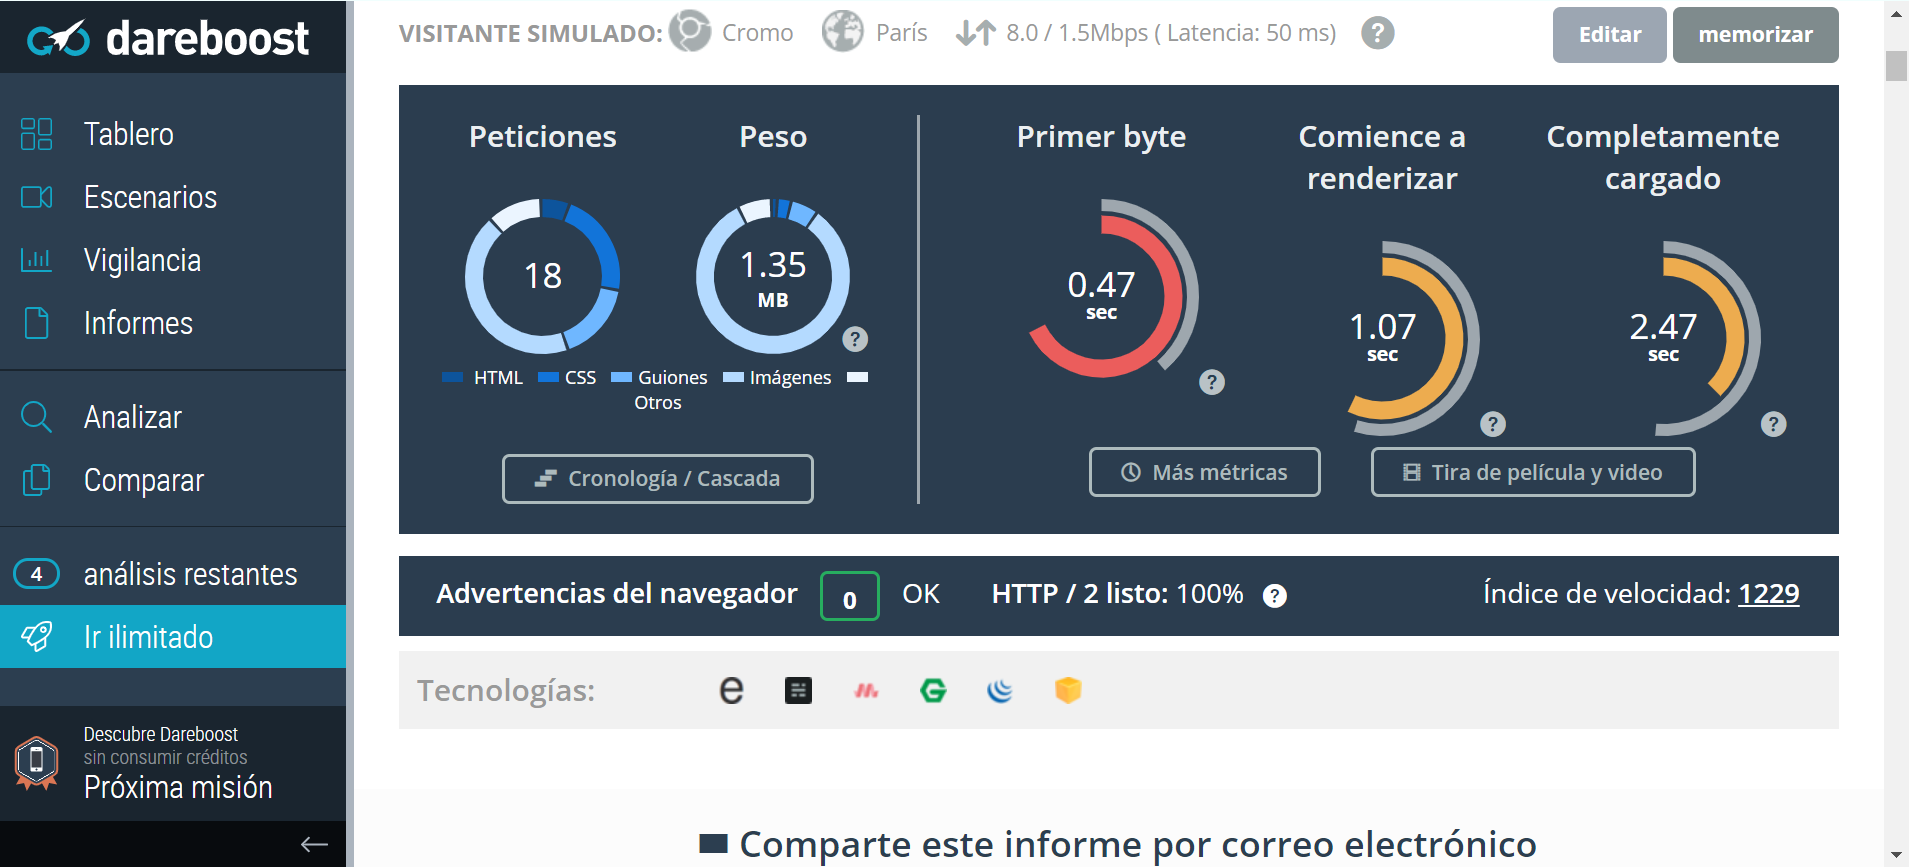 dareboost
Tablero
Escenarios
Vigilancia
Informes
Analizar
Comparar
4 análisis restantes
Ir ilimitado
Descubre Dareboost
sin consumir créditos
Próxima misión
VISITANTE SIMULADO: Cromo París 8.0 / 1.5Mbps ( Latencia: 50 ms) ?
Editar
memorizar
Peticiones
18
Peso
1.35
MB
?
HTML CSS Guiones Imágenes
Otros
Cronología / Cascada
Primer byte
0.47
sec
?
Comience a
renderizar
1.07
sec
?
Completamente
cargado
2.47
sec
?
Más métricas
Tira de película y video
Advertencias del navegador 0 OK HTTP / 2 listo: 100% ? Índice de velocidad: 1229
Tecnologías:
Comparte este informe por correo electrónico